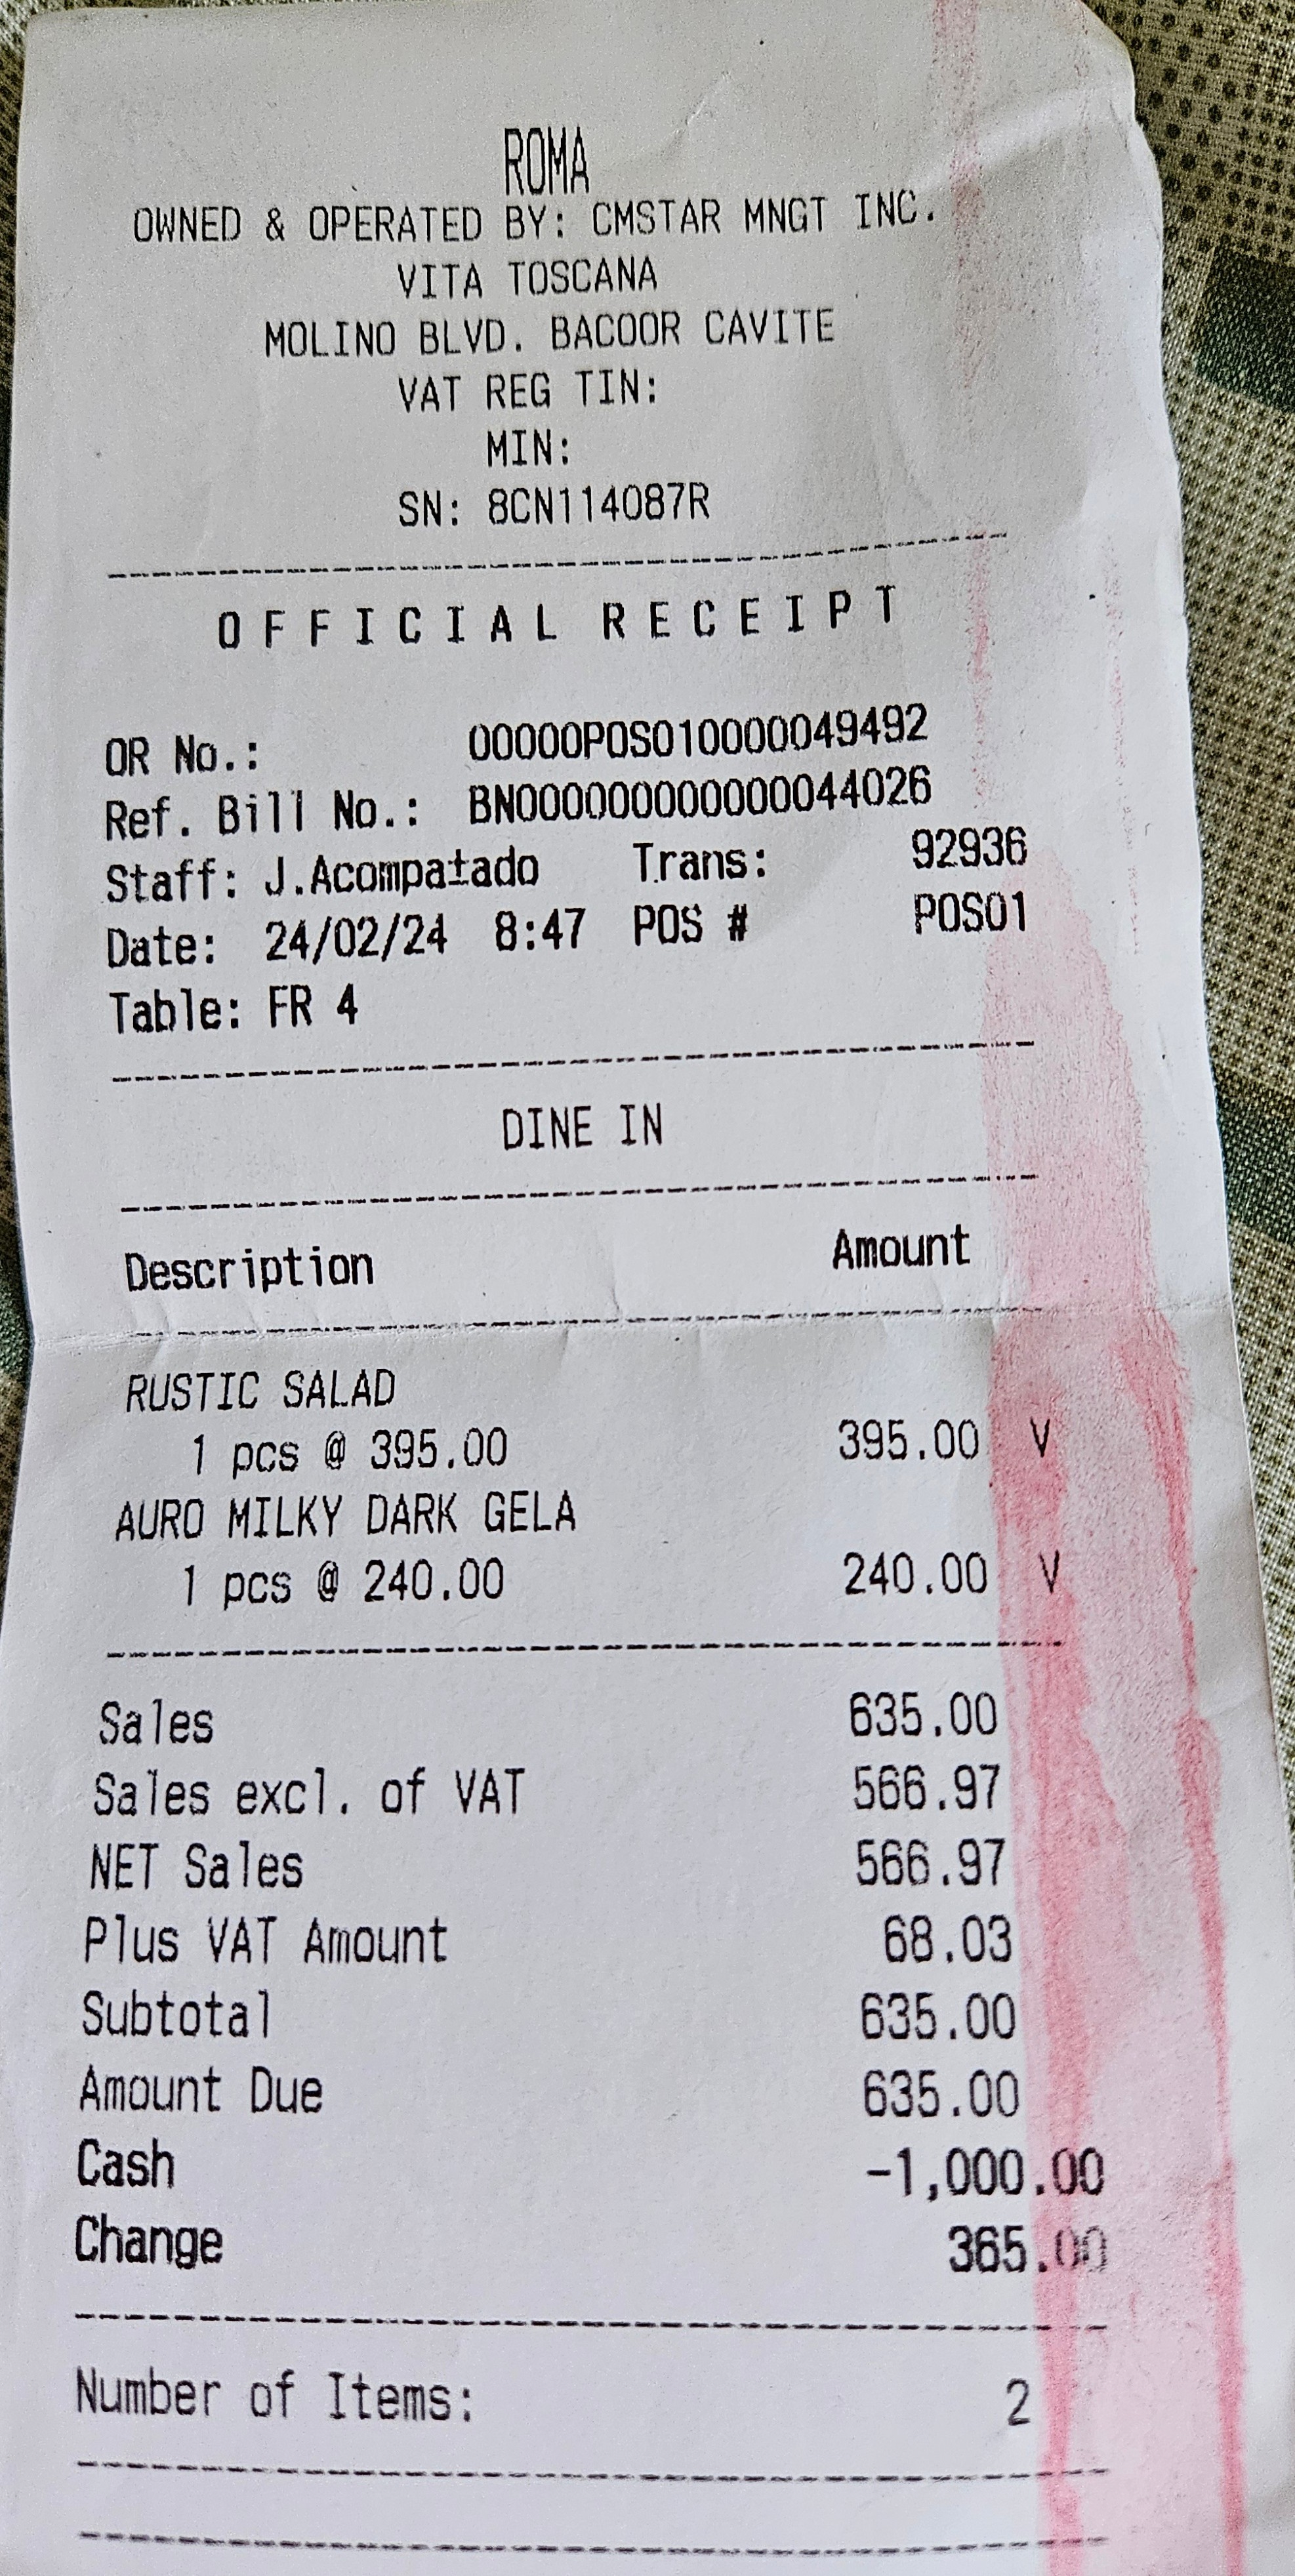 ROMA
OWNED & OPERATED BY: CMSTAR MNGT INC.
VITA TOSCANA
MOLINO BLVD. BACOOR CAVITE
VAT REG TIN:
MIN:
SN: 8CN114087R
OFFICIAL RECEIPT
OR No.: 00000POS010000049492
Ref. Bill No.: BN000000000000044026
Staff: J.Acompatado Trans: 92936
Date: 24/02/24 8:47 POS # POS01
Table: FR 4
DINE IN
Description Amount
RUSTIC SALAD
1 pcs @ 395.00 395.00 V
AURO MILKY DARK GELA
1 pcs @ 240.00 240.00 V
Sales 635.00
Sales excl. of VAT 566.97
NET Sales 566.97
Plus VAT Amount 68.03
Subtotal 635.00
Amount Due 635.00
Cash -1,000.00
Change 365.00
Number of Items: 2